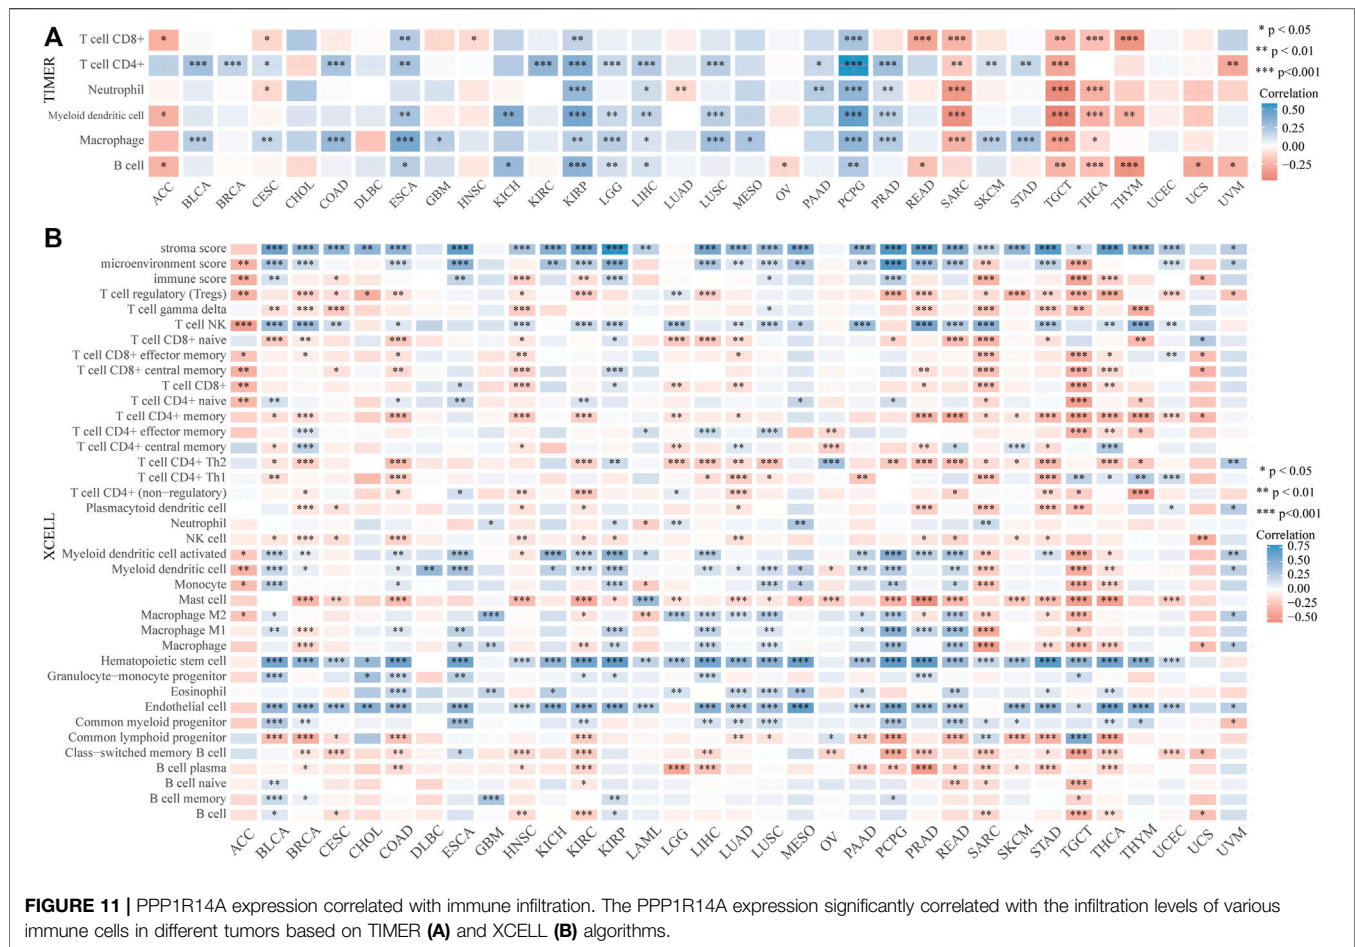 A
TIMER
T cell CD8+
T cell CD4+
Neutrophil
Myeloid dendritic cell
Macrophage
B cell
ACC BLCA BRCA CESC CHOL COAD DLBC ESCA GBM HNSC KICH KIRC KIRP LGG LIHC LUAD LUSC MESO OV PAAD PCPG PRAD READ SARC SKCM STAD TGCT THCA THYM UCEC UCS UVM
* p < 0.05
** p < 0.01
*** p<0.001
Correlation
0.50
0.25
0.00
−0.25
B
XCELL
stroma score
microenvironment score
immune score
T cell regulatory (Tregs)
T cell gamma delta
T cell NK
T cell CD8+ naive
T cell CD8+ effector memory
T cell CD8+ central memory
T cell CD8+
T cell CD4+ naive
T cell CD4+ memory
T cell CD4+ effector memory
T cell CD4+ central memory
T cell CD4+ Th2
T cell CD4+ Th1
T cell CD4+ (non−regulatory)
Plasmacytoid dendritic cell
Neutrophil
NK cell
Myeloid dendritic cell activated
Myeloid dendritic cell
Monocyte
Mast cell
Macrophage M2
Macrophage M1
Macrophage
Hematopoietic stem cell
Granulocyte−monocyte progenitor
Eosinophil
Endothelial cell
Common myeloid progenitor
Common lymphoid progenitor
Class−switched memory B cell
B cell plasma
B cell naive
B cell memory
B cell
ACC BLCA BRCA CESC CHOL COAD DLBC ESCA GBM HNSC KICH KIRC KIRP LAML LGG LIHC LUAD LUSC MESO OV PAAD PCPG PRAD READ SARC SKCM STAD TGCT THCA THYM UCEC UCS UVM
* p < 0.05
** p < 0.01
*** p<0.001
Correlation
0.75
0.50
0.25
0.00
−0.25
−0.50
FIGURE 11 | PPP1R14A expression correlated with immune infiltration. The PPP1R14A expression significantly correlated with the infiltration levels of various
immune cells in different tumors based on TIMER (A) and XCELL (B) algorithms.